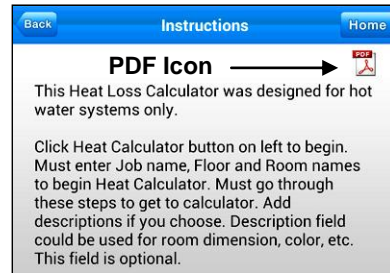 Back Instructions Home
PDF Icon PDF
This Heat Loss Calculator was designed for hot
water systems only.
Click Heat Calculator button on left to begin.
Must enter Job name, Floor and Room names
to begin Heat Calculator. Must go through
these steps to get to calculator. Add
descriptions if you choose. Description field
could be used for room dimension, color, etc.
This field is optional.